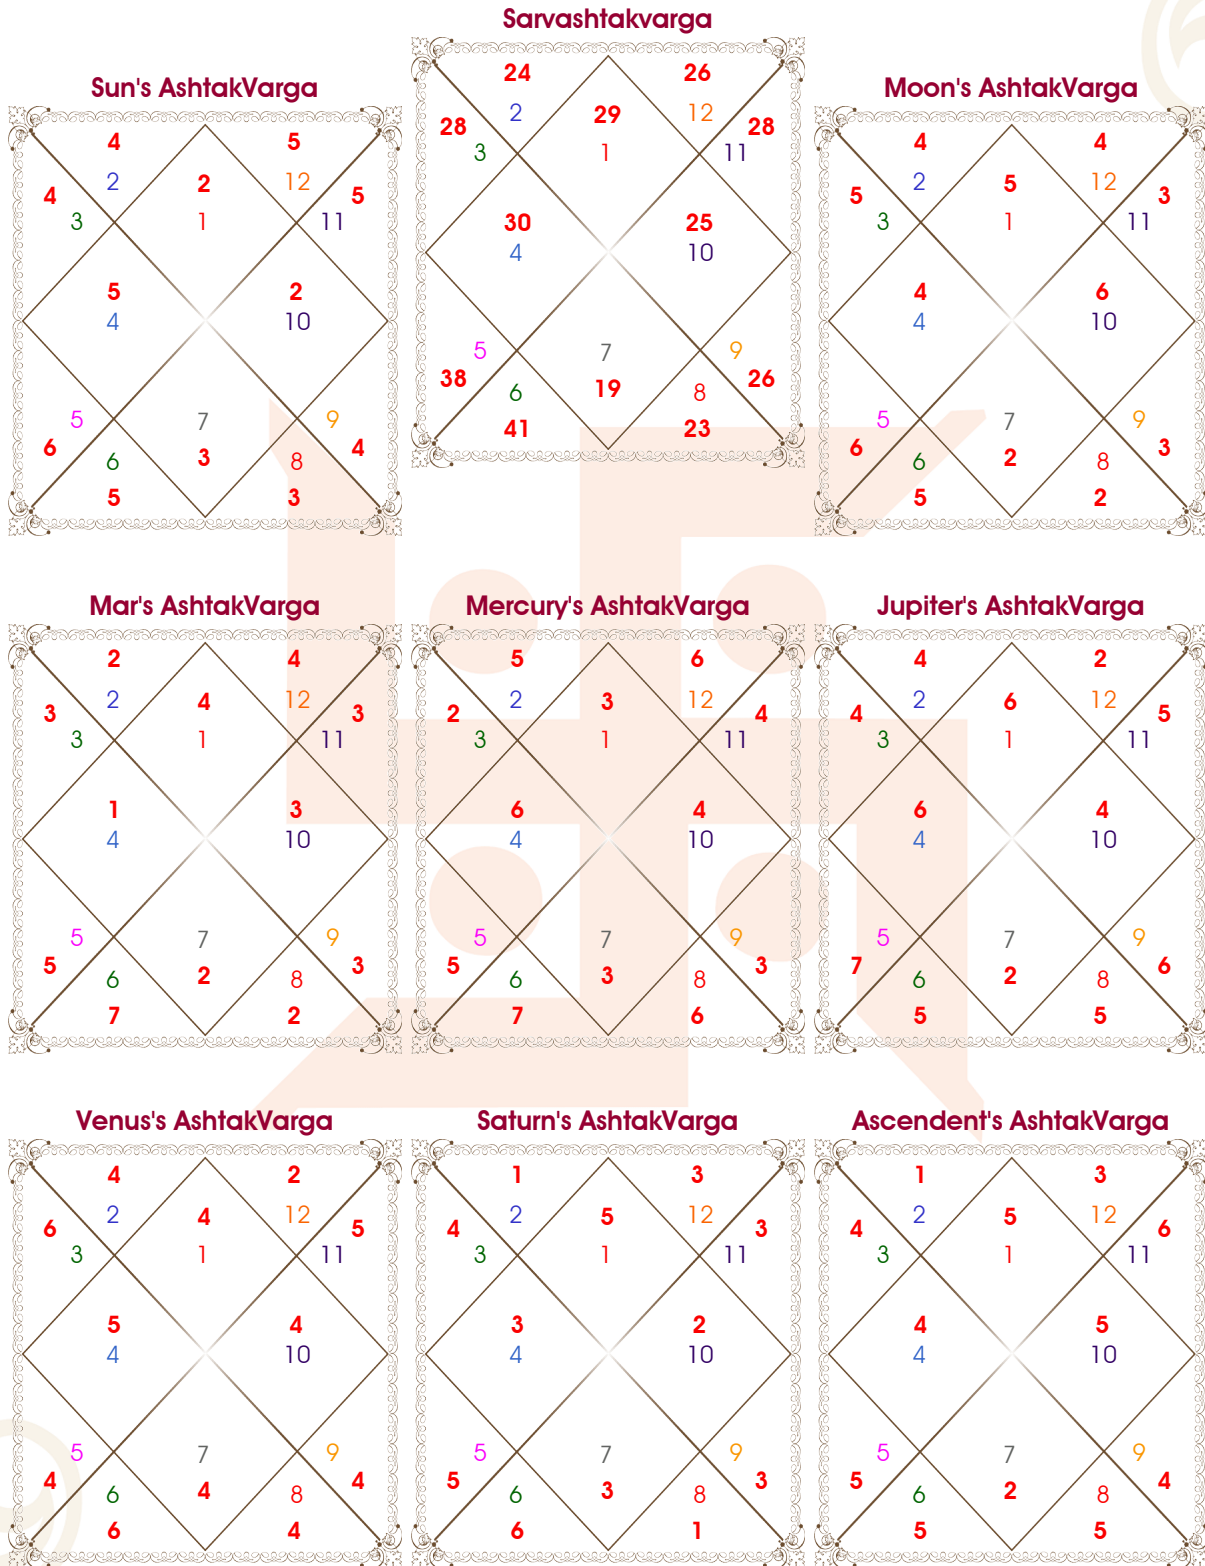 Sarvashtakvarga
24 26
2 29 12
28 28
3 1 11
30 25
4 10
5 7 9
38 19 26
6 8
41 23
Sun's AshtakVarga
4 5
2 2 12
4 5
3 1 11
5 2
4 10
5 7 9
6 3 4
6 8
5 3
Moon's AshtakVarga
4 4
2 5 12
5 3
3 1 11
4 6
4 10
5 7 9
6 2 3
6 8
5 2
Mar's AshtakVarga
2 4
2 4 12
3 3
3 1 11
1 3
4 10
5 7 9
5 2 3
6 8
7 2
Mercury's AshtakVarga
5 6
2 3 12
2 4
3 1 11
6 4
4 10
5 7 9
5 3 3
6 8
7 6
Jupiter's AshtakVarga
4 2
2 6 12
4 5
3 1 11
6 4
4 10
5 7 9
7 2 6
6 8
5 5
Venus's AshtakVarga
4 2
2 4 12
6 5
3 1 11
5 4
4 10
5 7 9
4 4 4
6 8
6 4
Saturn's AshtakVarga
1 3
2 5 12
4 3
3 1 11
3 2
4 10
5 7 9
5 3 3
6 8
6 1
Ascendent's AshtakVarga
1 3
2 5 12
4 6
3 1 11
4 5
4 10
5 7 9
5 2 4
6 8
5 5